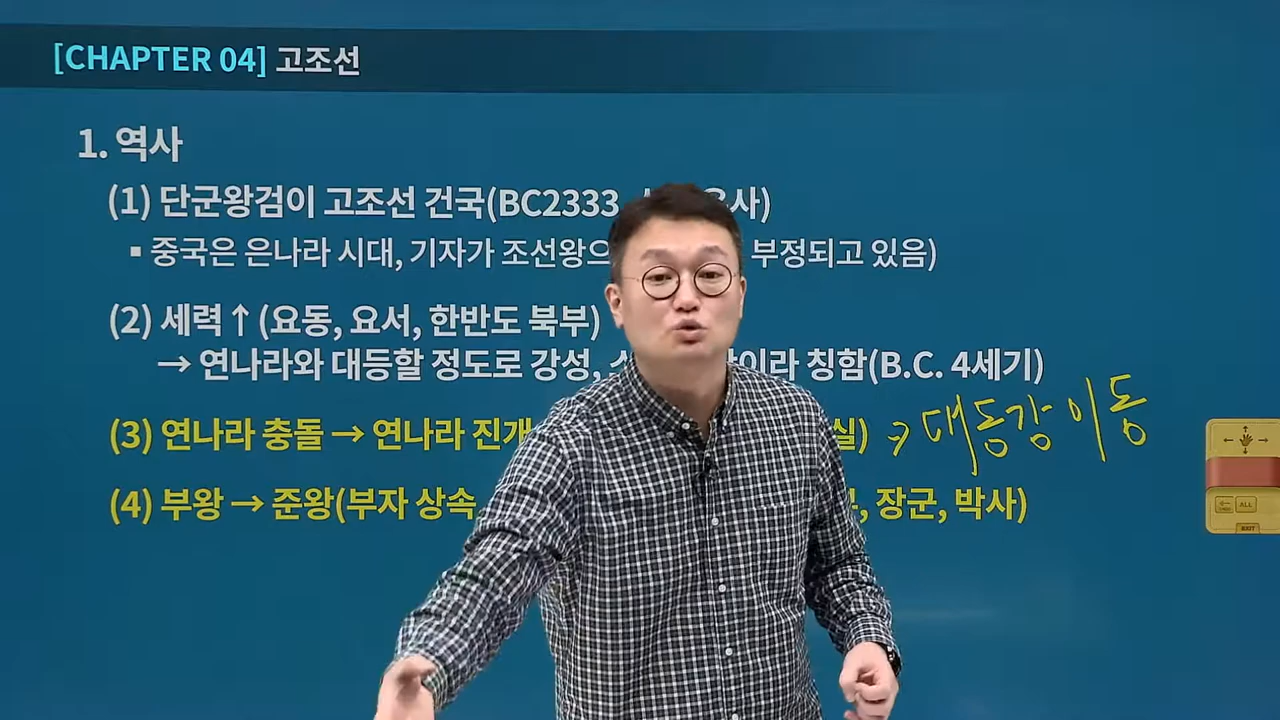 [CHAPTER 04] 고조선
1. 역사
(1) 단군왕검이 고조선 건국(BC2333
▪ 중국은 은나라 시대, 기자가 조선왕으 부정되고 있음)
(2) 세력↑(요동, 요서, 한반도 북부)
→ 연나라와 대등할 정도로 강성, 칭함(B.C. 4세기)
(3) 연나라 충돌 → 연나라 진개 실) → 대동강 이동
(4) 부왕 → 준왕(부자 상속 장군, 박사)
ALL
EXIT